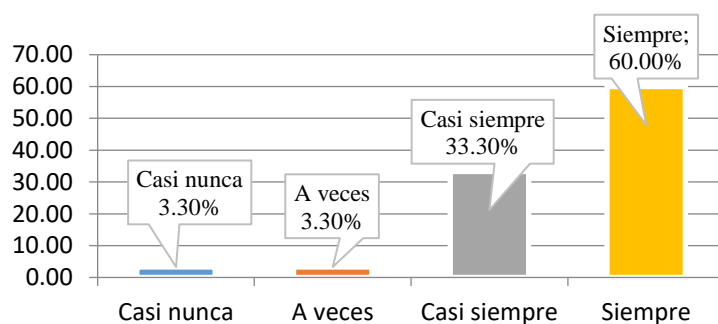 70.00
60.00
50.00
40.00
30.00
20.00
10.00
0.00
Siempre;
60.00%
Casi siempre
33.30%
Casi nunca
3.30%
A veces
3.30%
Casi nunca
A veces
Casi siempre
Siempre